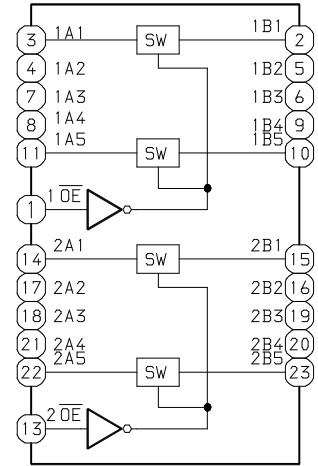 3 1A1 SW 1B1 2
4 1A2 1B2 5
7 1A3 1B3 6
8 1A4 1B4 9
11 1A5 SW 1B5 10
1 1 O̅E̅
14 2A1 SW 2B1 15
17 2A2 2B2 16
18 2A3 2B3 19
21 2A4 2B4 20
22 2A5 SW 2B5 23
13 2 O̅E̅